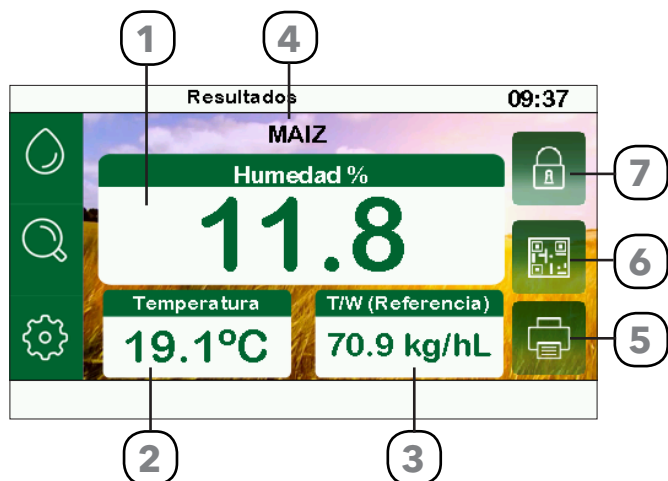 1
4
Resultados
09:37
MAIZ
Humedad %
11.8
7
6
Temperatura
T/W (Referencia)
19.1ºC
70.9 kg/hL
5
2
3